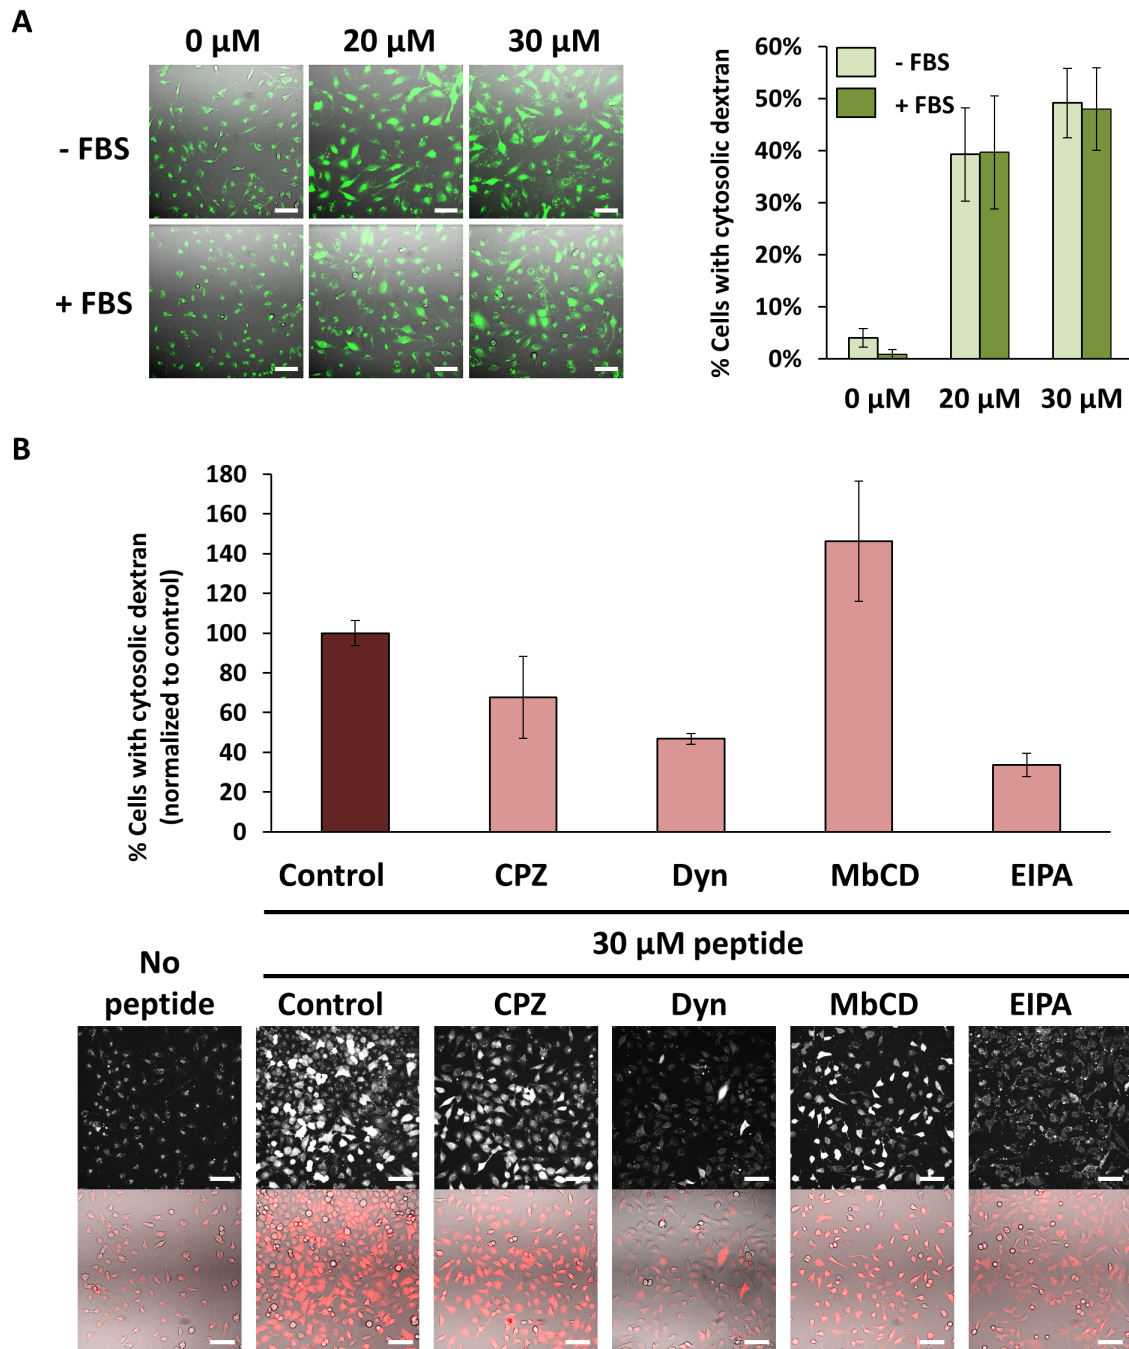 A
0 µM 20 µM 30 µM
- FBS
+ FBS
% Cells with cytosolic dextran
60%
50%
40%
30%
20%
10%
0%
- FBS
+ FBS
0 µM 20 µM 30 µM
B
% Cells with cytosolic dextran
(normalized to control)
180
160
140
120
100
80
60
40
20
0
Control CPZ Dyn MbCD EIPA
30 µM peptide
No
peptide
Control CPZ Dyn MbCD EIPA